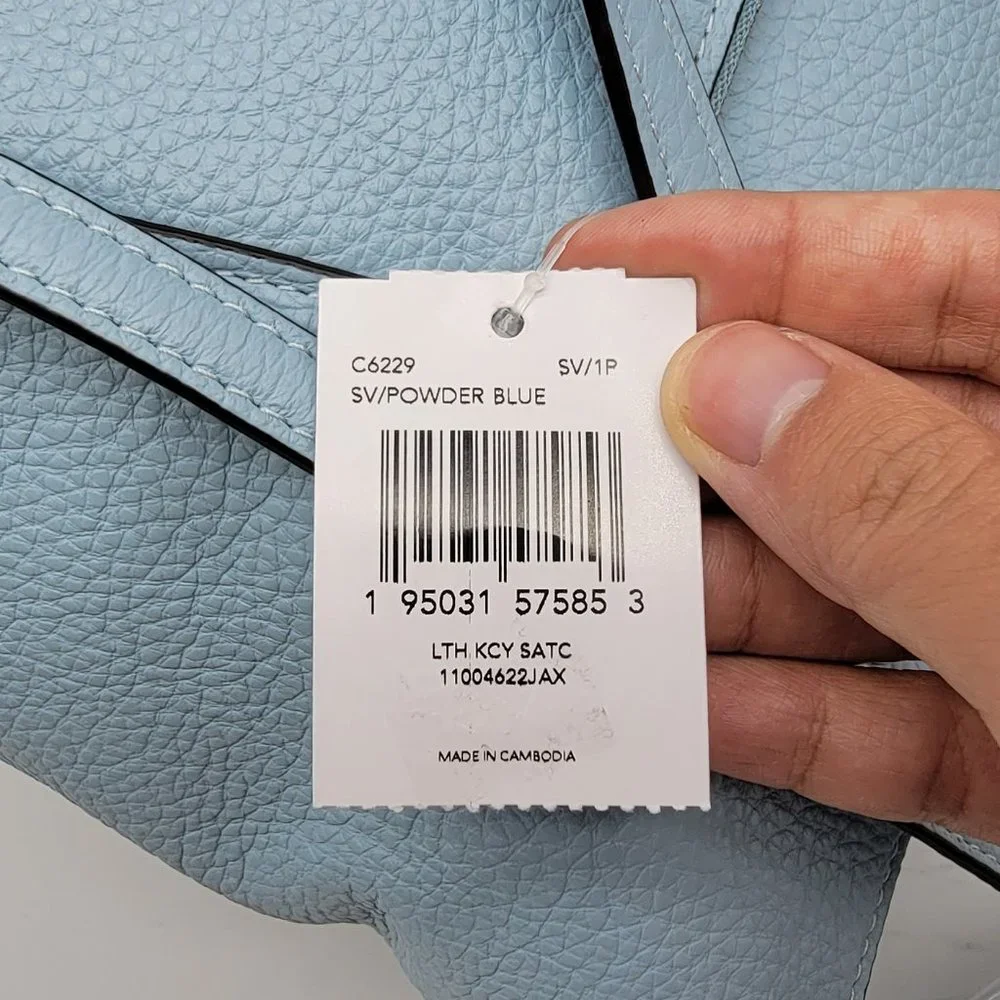 C6229 SV/1P
SV/POWDER BLUE
1 95031 57585 3
LTH KCY SATC
11004622JAX
MADE IN CAMBODIA